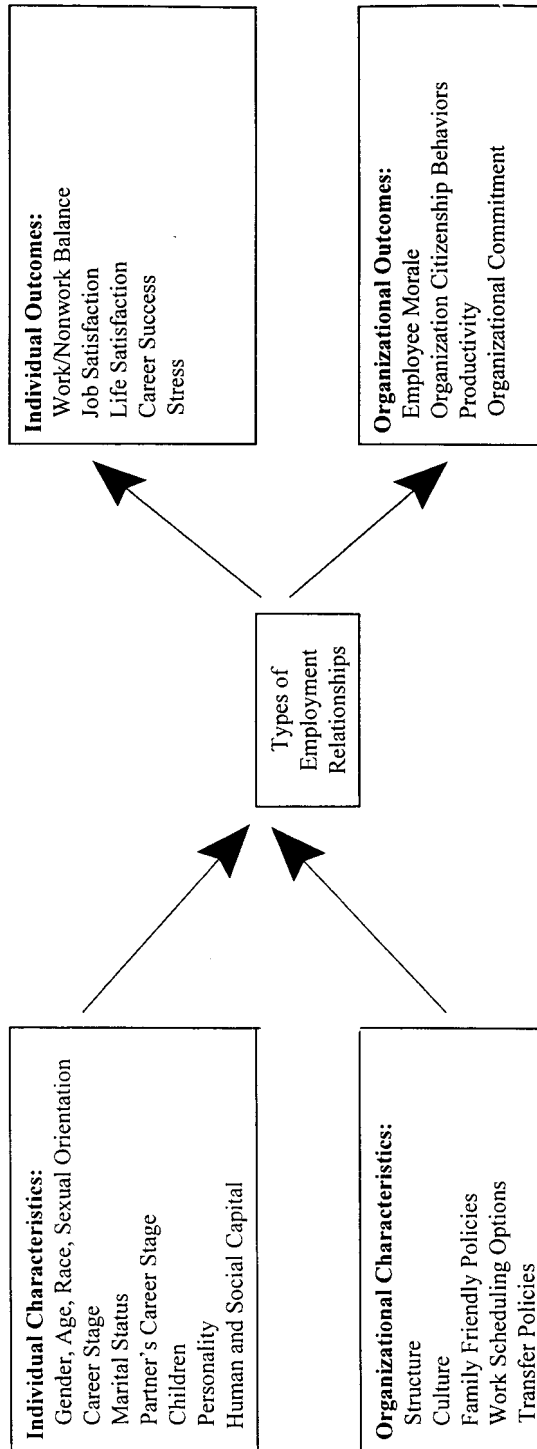 Individual Characteristics:
Gender, Age, Race, Sexual Orientation
Career Stage
Marital Status
Partner's Career Stage
Children
Personality
Human and Social Capital
Organizational Characteristics:
Structure
Culture
Family Friendly Policies
Work Scheduling Options
Transfer Policies
Types of
Employment
Relationships
Individual Outcomes:
Work/Nonwork Balance
Job Satisfaction
Life Satisfaction
Career Success
Stress
Organizational Outcomes:
Employee Morale
Organization Citizenship Behaviors
Productivity
Organizational Commitment